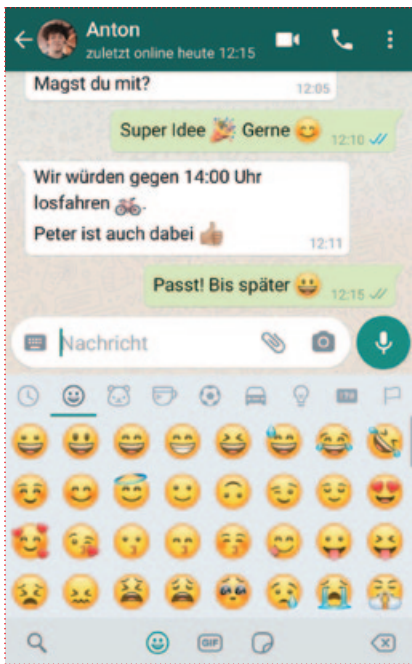 Anton
zuletzt online heute 12:15
Magst du mit?
12:05
Super Idee 🎉 Gerne 😊
12:10
Wir würden gegen 14:00 Uhr
losfahren 🚲.
Peter ist auch dabei 👍🏼
12:11
Passt! Bis später 😃
12:15
Nachricht
GIF